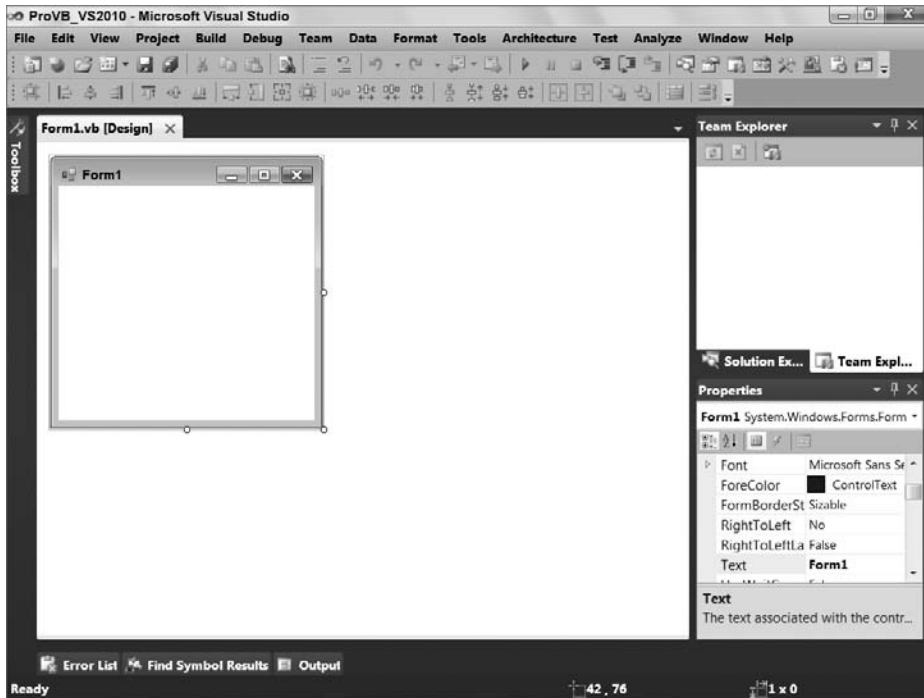 ProVB_VS2010 - Microsoft Visual Studio
File Edit View Project Build Debug Team Data Format Tools Architecture Test Analyze Window Help
Toolbox
Form1.vb [Design]
Form1
Team Explorer
Solution Ex... Team Expl...
Properties
Form1 System.Windows.Forms.Form
Font Microsoft Sans Se
ForeColor ControlText
FormBorderSt Sizable
RightToLeft No
RightToLeftLa False
Text Form1
Text
The text associated with the contr...
Error List Find Symbol Results Output
Ready 42 , 76 1 x 0